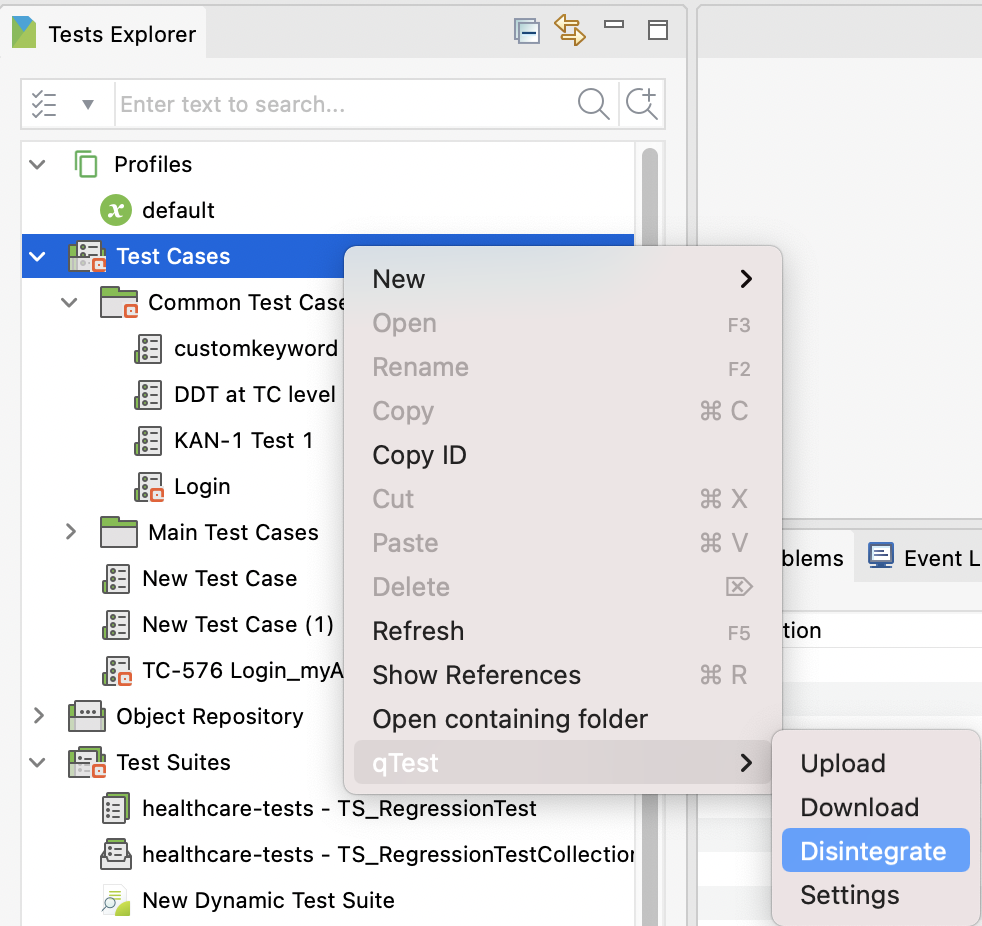 Tests Explorer
Enter text to search...
Profiles
default
Test Cases
Common Test Case
customkeyword
DDT at TC level
KAN-1 Test 1
Login
Main Test Cases
New Test Case
New Test Case (1)
TC-576 Login_myA
Object Repository
Test Suites
healthcare-tests - TS_RegressionTest
healthcare-tests - TS_RegressionTestCollection
New Dynamic Test Suite
New
Open F3
Rename F2
Copy ⌘ C
Copy ID
Cut ⌘ X
Paste ⌘ V
Delete ⌦
Refresh F5
Show References ⌘ R
Open containing folder
qTest
Upload
Download
Disintegrate
Settings
blems
Event L
tion